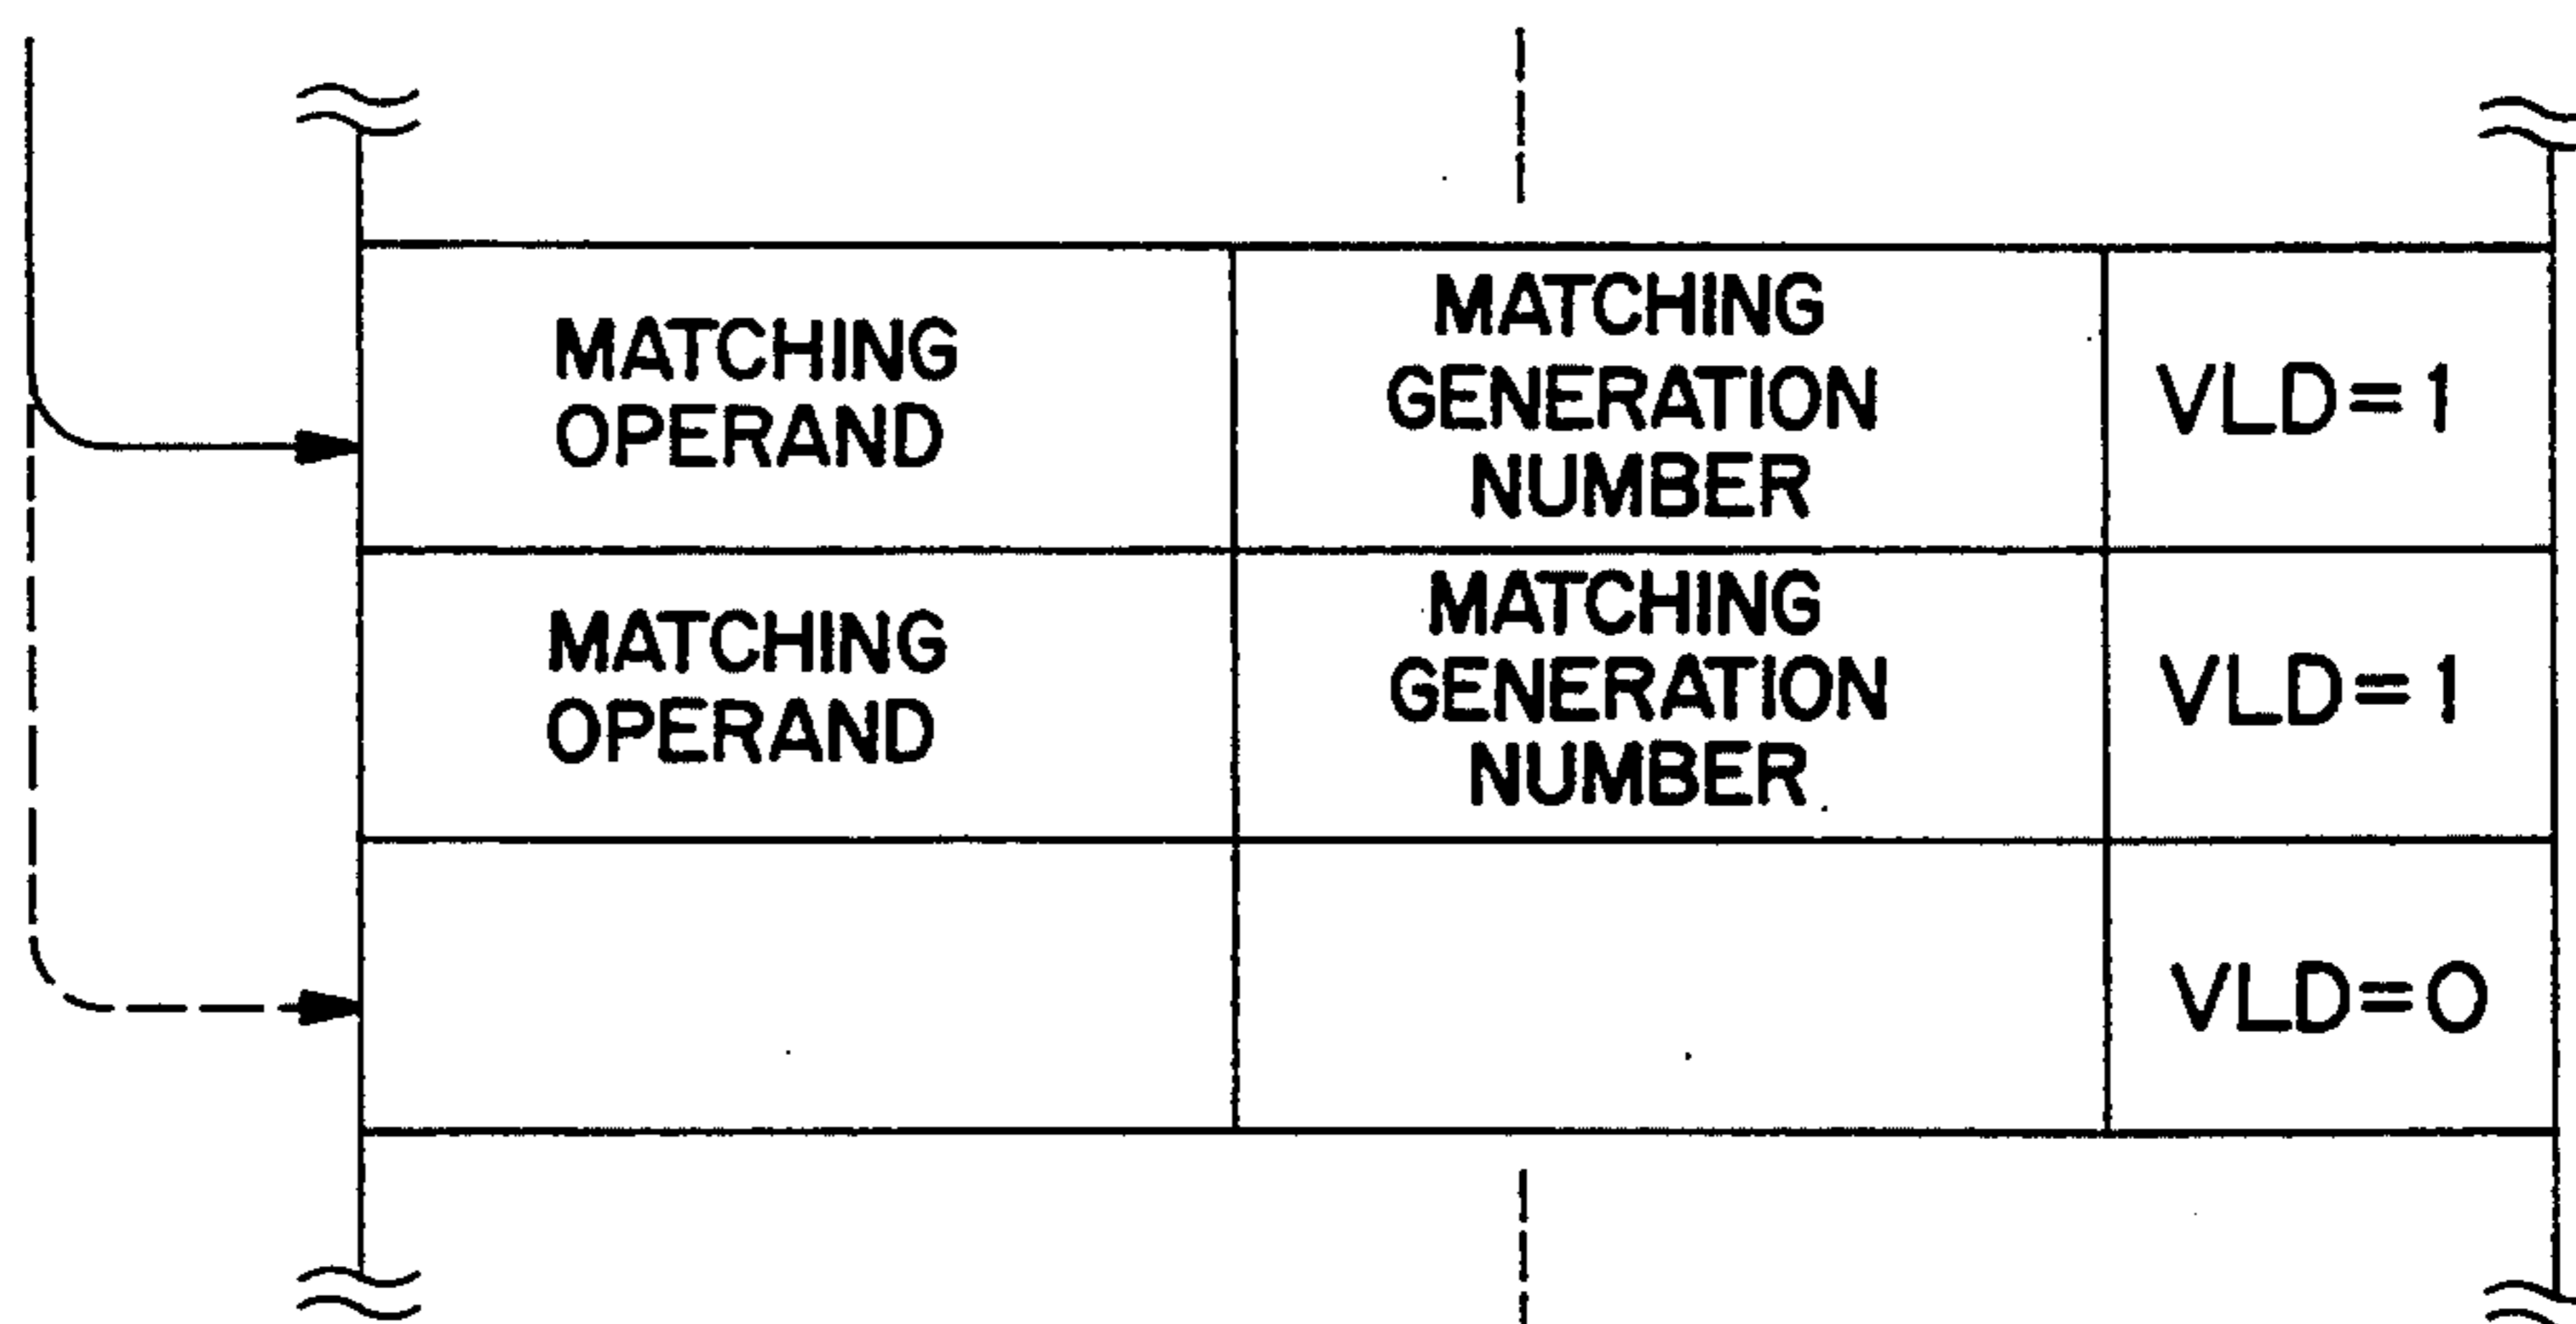 MATCHING
OPERAND
MATCHING
GENERATION
NUMBER
VLD=1
MATCHING
OPERAND
MATCHING
GENERATION
NUMBER
VLD=1
VLD=0